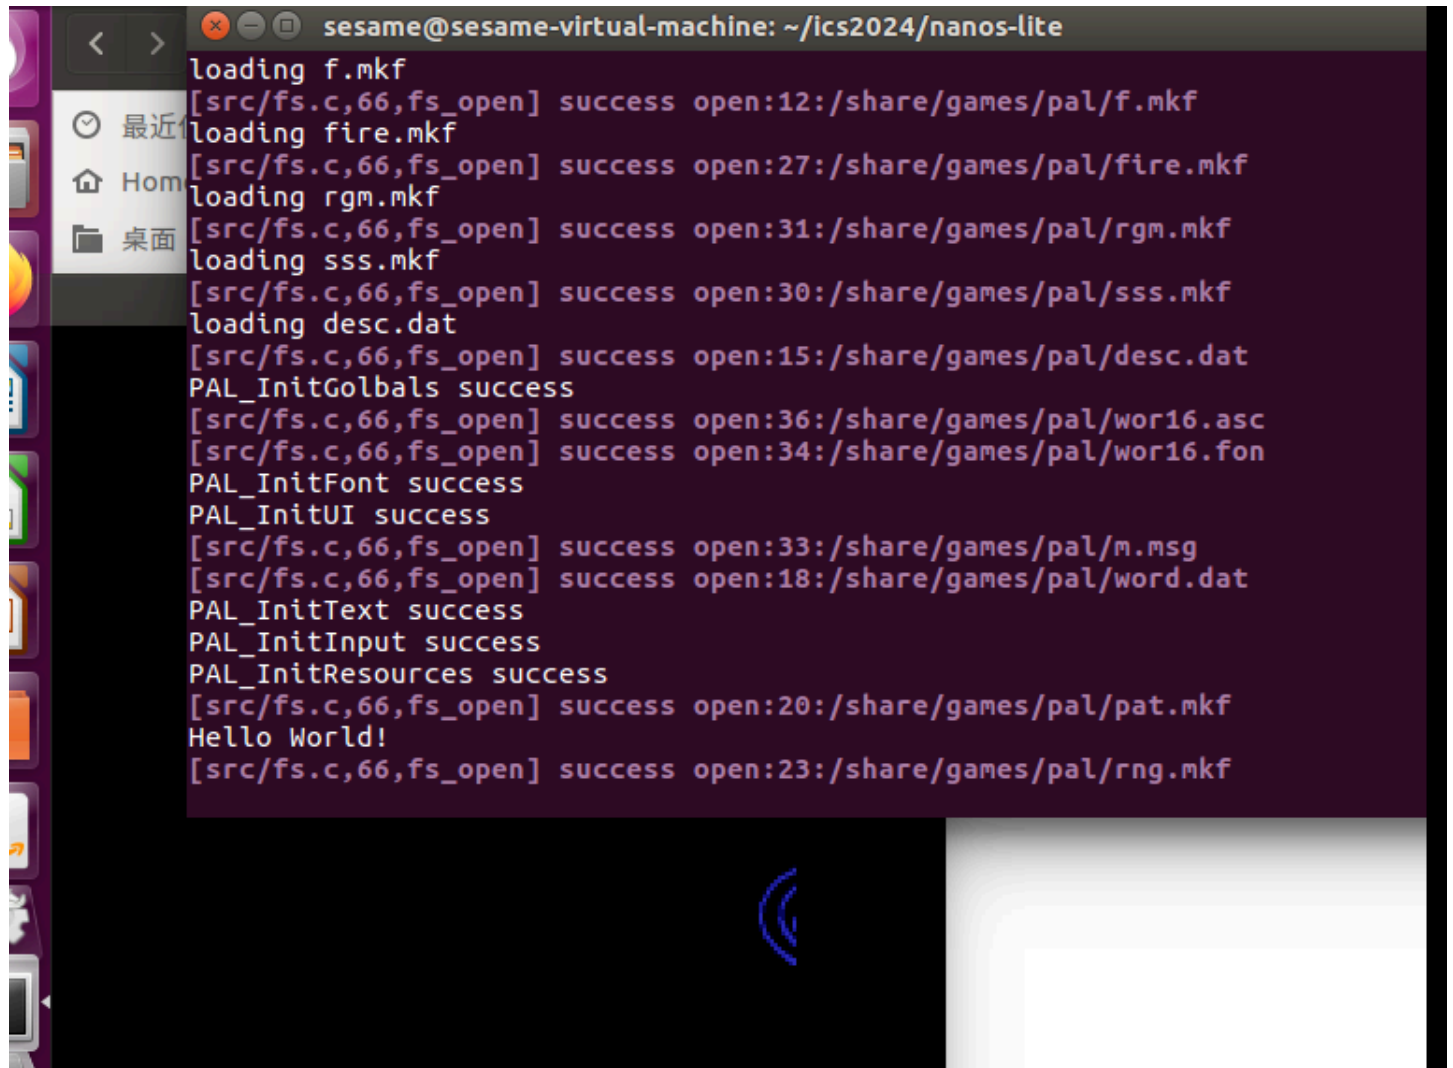 sesame@sesame-virtual-machine: ~/ics2024/nanos-lite
loading f.mkf
[src/fs.c,66,fs_open] success open:12:/share/games/pal/f.mkf
loading fire.mkf
[src/fs.c,66,fs_open] success open:27:/share/games/pal/fire.mkf
loading rgm.mkf
[src/fs.c,66,fs_open] success open:31:/share/games/pal/rgm.mkf
loading sss.mkf
[src/fs.c,66,fs_open] success open:30:/share/games/pal/sss.mkf
loading desc.dat
[src/fs.c,66,fs_open] success open:15:/share/games/pal/desc.dat
PAL_InitGolbals success
[src/fs.c,66,fs_open] success open:36:/share/games/pal/wor16.asc
[src/fs.c,66,fs_open] success open:34:/share/games/pal/wor16.fon
PAL_InitFont success
PAL_InitUI success
[src/fs.c,66,fs_open] success open:33:/share/games/pal/m.msg
[src/fs.c,66,fs_open] success open:18:/share/games/pal/word.dat
PAL_InitText success
PAL_InitInput success
PAL_InitResources success
[src/fs.c,66,fs_open] success open:20:/share/games/pal/pat.mkf
Hello World!
[src/fs.c,66,fs_open] success open:23:/share/games/pal/rng.mkf
最近
Hom
桌面